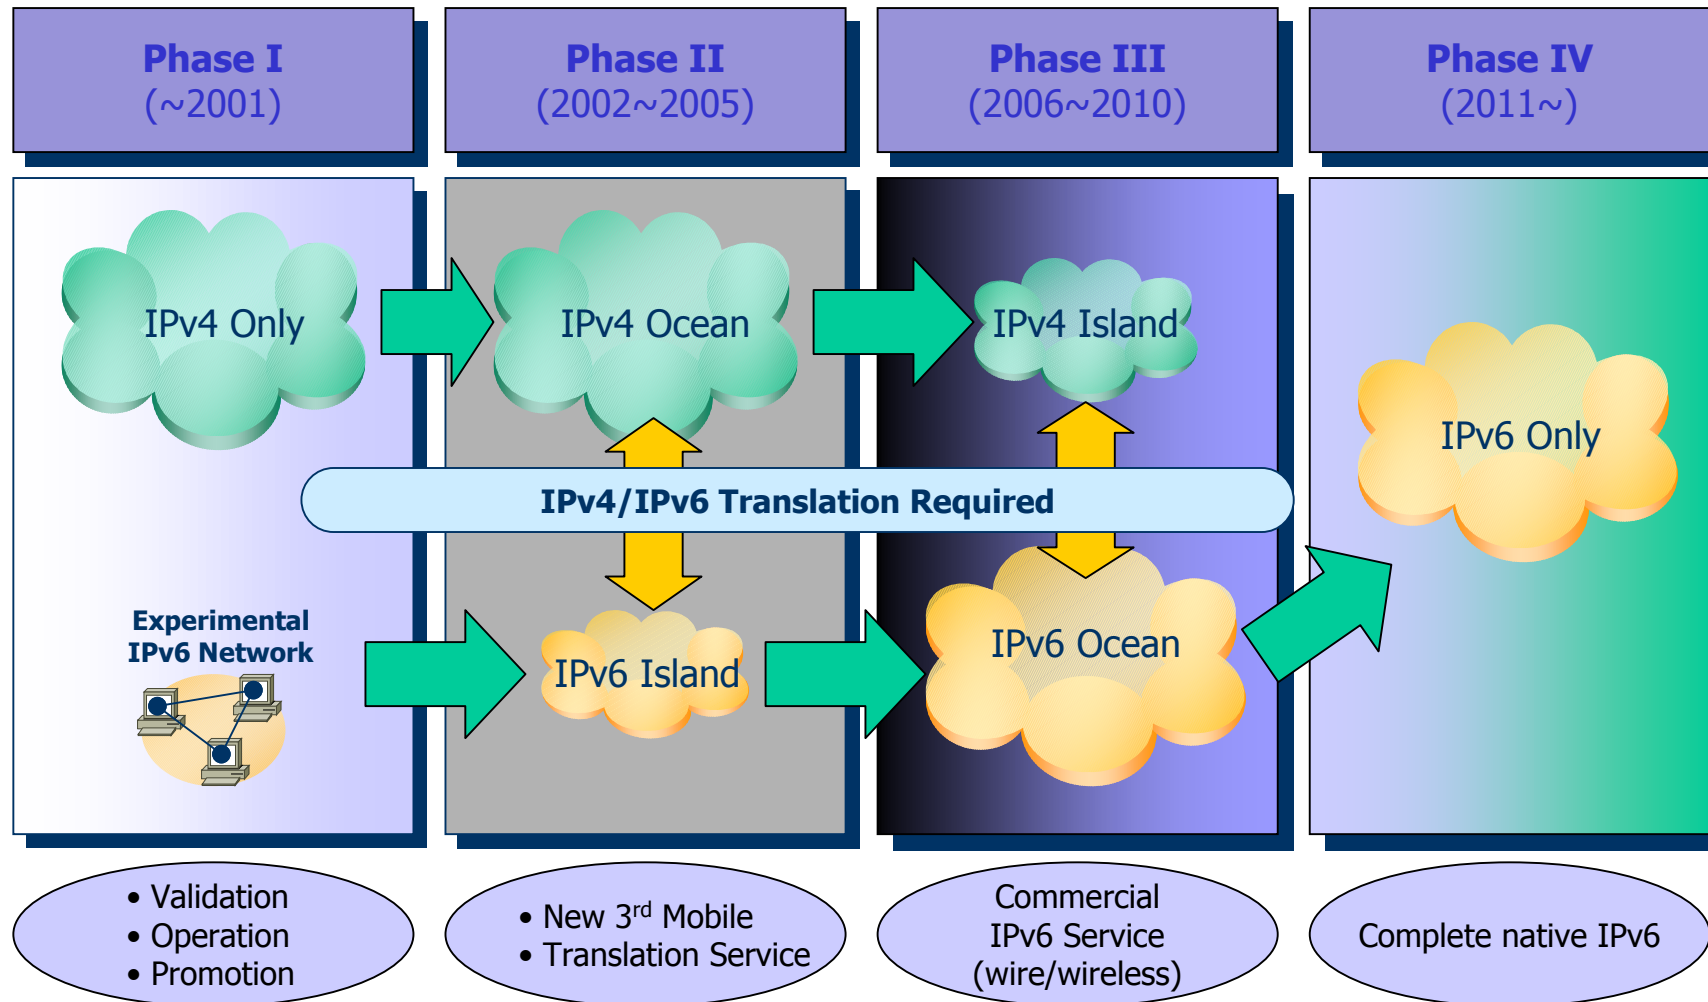 Phase I
(~2001)
Phase II
(2002~2005)
Phase III
(2006~2010)
Phase IV
(2011~)
IPv4 Only
IPv4 Ocean
IPv4 Island
IPv6 Only
IPv4/IPv6 Translation Required
Experimental
IPv6 Network
IPv6 Island
IPv6 Ocean
• Validation
• Operation
• Promotion
• New 3rd Mobile
• Translation Service
Commercial
IPv6 Service
(wire/wireless)
Complete native IPv6